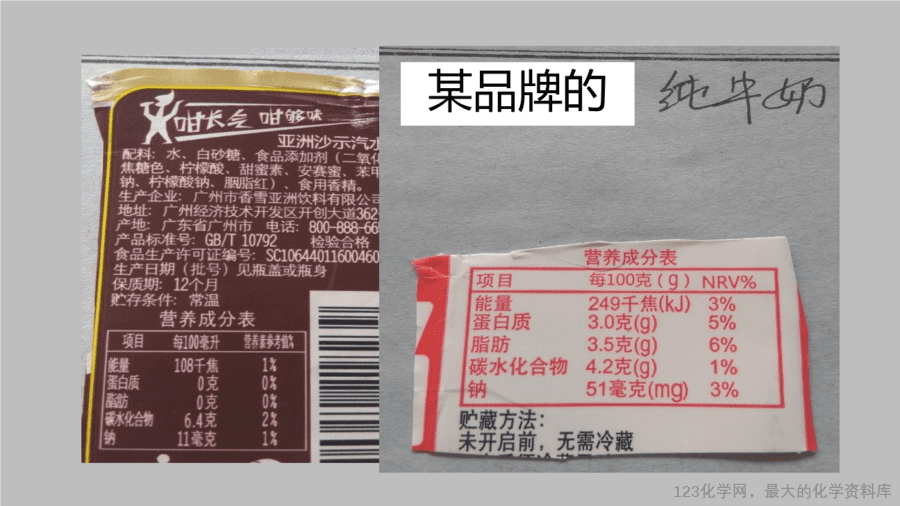 咁长气 咁够味
亚洲沙示汽水
配料：水、白砂糖、食品添加剂（二氧化
焦糖色、柠檬酸、甜蜜素、安赛蜜、苯甲
钠、柠檬酸钠、胭脂红）、食用香精。
生产企业：广州市香雪亚洲饮料有限公司
地址：广州经济技术开发区开创大道362
产地：广东省广州市 电话：800-888-66
产品标准号：GB/T 10792 检验合格
食品生产许可证编号：SC10644011600460
生产日期（批号）见瓶盖或瓶身
保质期：12个月
贮存条件：常温
营养成分表
项目 每100毫升 营养素参考值%
能量 108千焦 1%
蛋白质 0克 0%
脂肪 0克 0%
碳水化合物 6.4克 2%
钠 11毫克 1%
某品牌的 纯牛奶
营养成分表
项目 每100克(g) NRV%
能量 249千焦(kJ) 3%
蛋白质 3.0克(g) 5%
脂肪 3.5克(g) 6%
碳水化合物 4.2克(g) 1%
钠 51毫克(mg) 3%
贮藏方法：
未开启前，无需冷藏
123化学网，最大的化学资料库